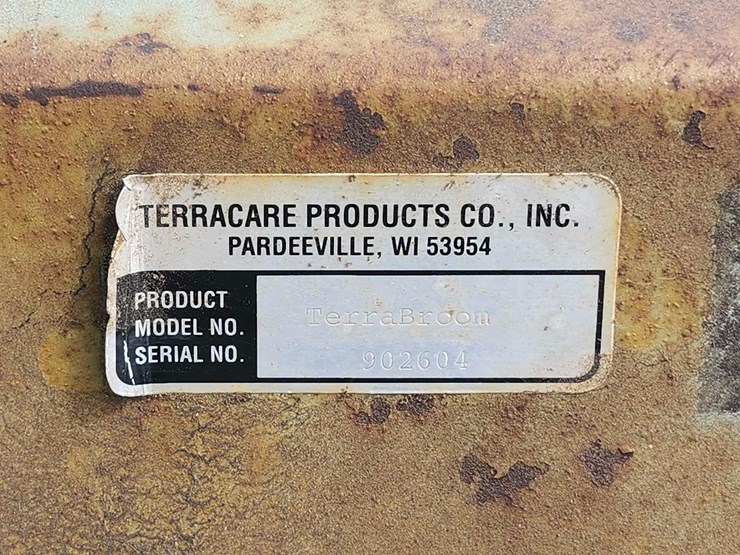 TERRACARE PRODUCTS CO., INC.
PARDEEVILLE, WI 53954
PRODUCT
MODEL NO. TerraBroom
SERIAL NO. 902604